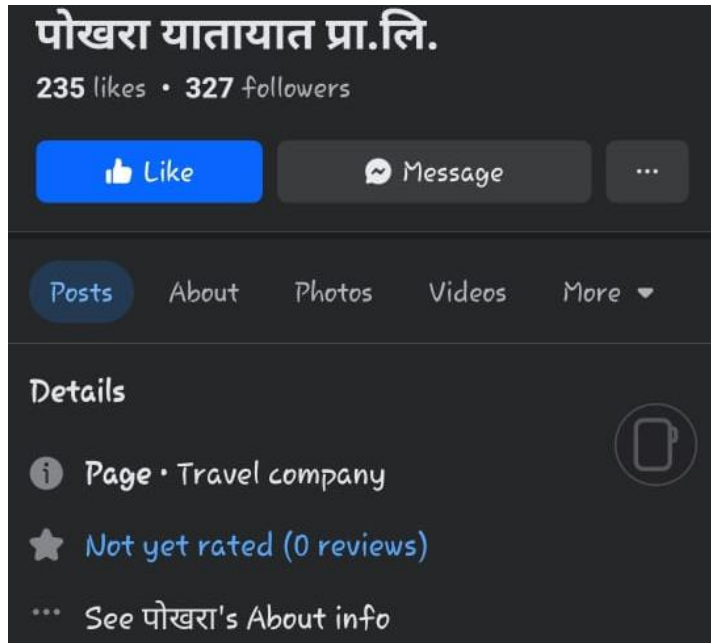 पोखरा यातायात प्रा.लि.
235 likes • 327 followers
Like Message ...
Posts About Photos Videos More
Details
Page • Travel company
Not yet rated (0 reviews)
... See पोखरा's About info